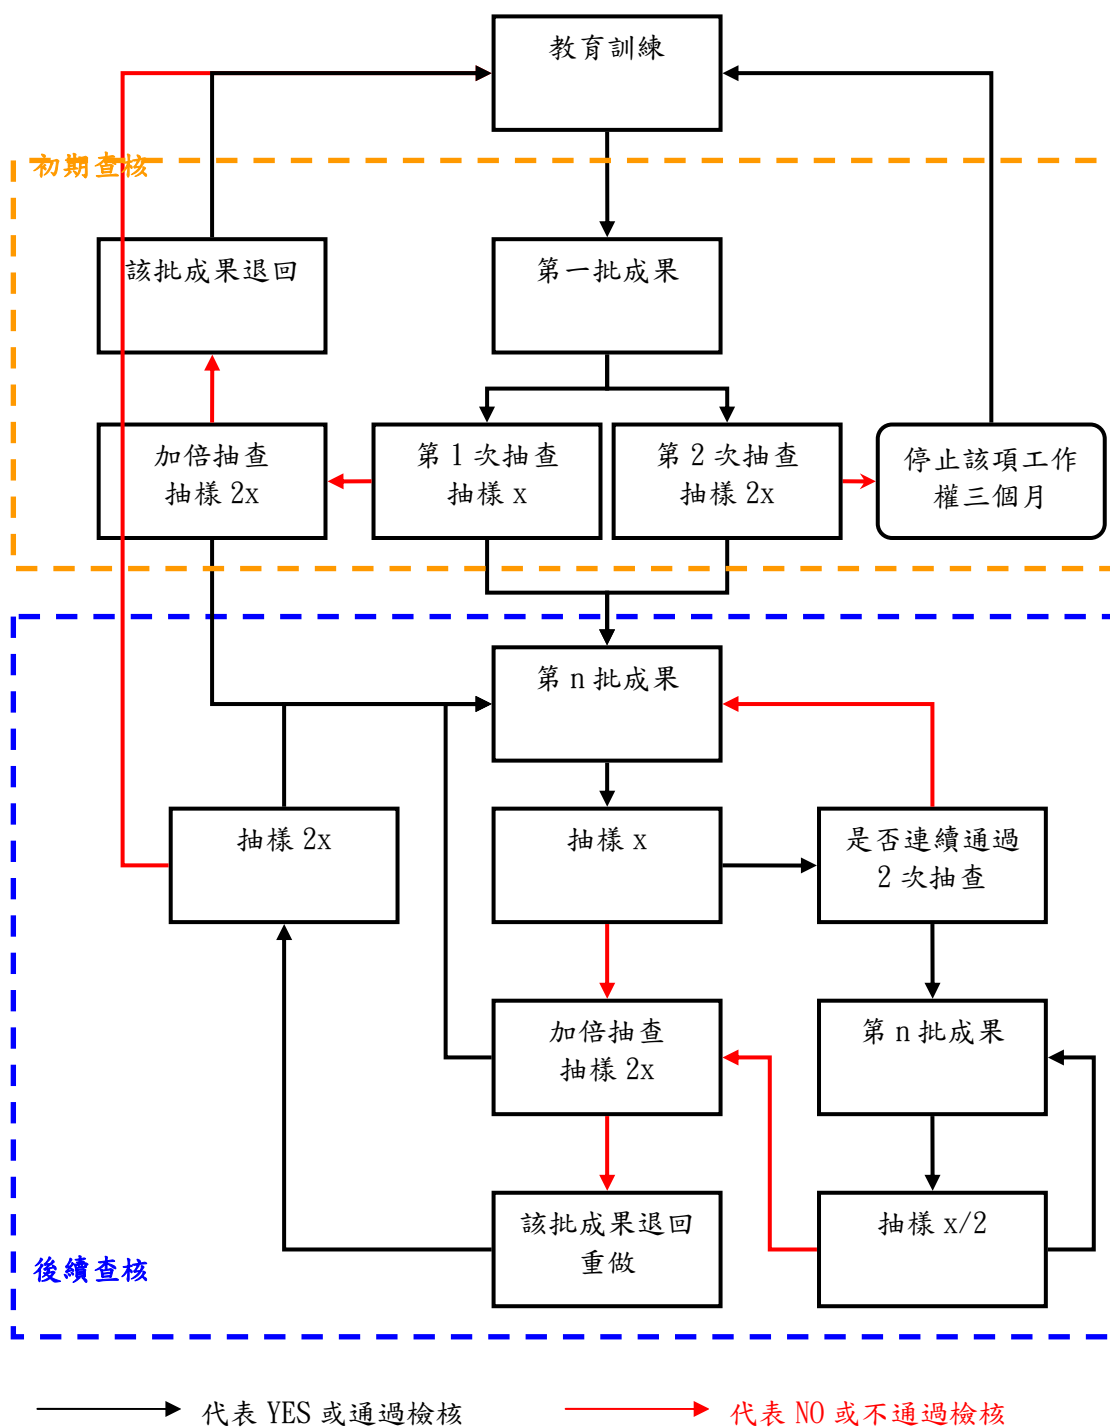 教育訓練
初期查核
該批成果退回
第一批成果
加倍抽查
抽樣 2x
第 1 次抽查
抽樣 x
第 2 次抽查
抽樣 2x
停止該項工作
權三個月
第 n 批成果
抽樣 2x
抽樣 x
是否連續通過
2 次抽查
加倍抽查
抽樣 2x
第 n 批成果
該批成果退回
重做
抽樣 x/2
後續查核
代表 YES 或通過檢核
代表 NO 或不通過檢核